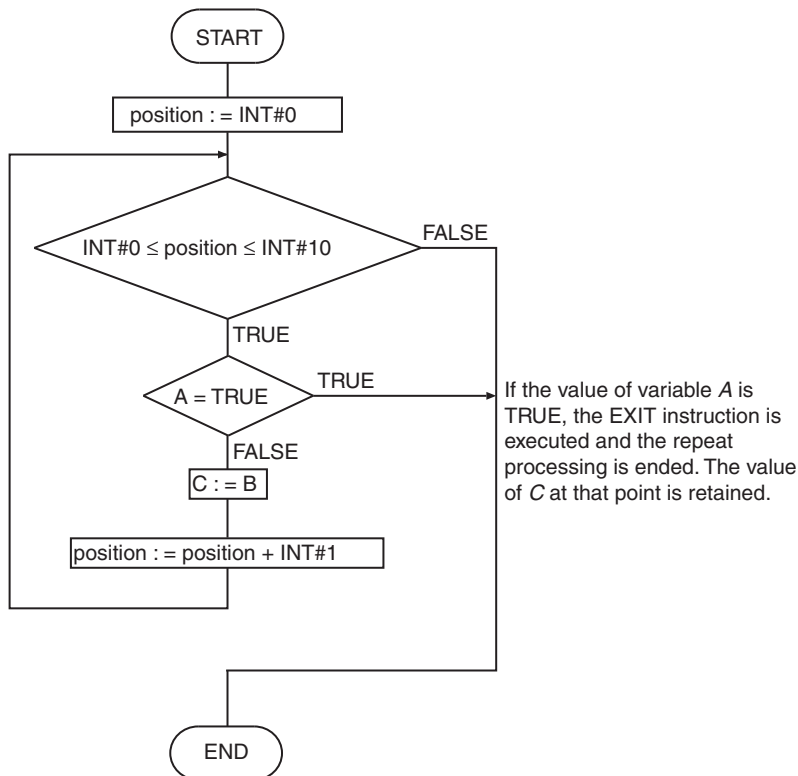 START
position : = INT#0
INT#0 ≤ position ≤ INT#10
FALSE
TRUE
A = TRUE
TRUE
If the value of variable A is
TRUE, the EXIT instruction is
executed and the repeat
processing is ended. The value
of C at that point is retained.
FALSE
C : = B
position : = position + INT#1
END